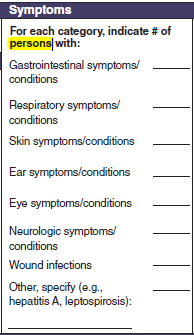 Symptoms
For each category, indicate # of
persons with:
Gastrointestinal symptoms/
conditions
Respiratory symptoms/
conditions
Skin symptoms/conditions
Ear symptoms/conditions
Eye symptoms/conditions
Neurologic symptoms/
conditions
Wound infections
Other, specify (e.g.,
hepatitis A, leptospirosis):